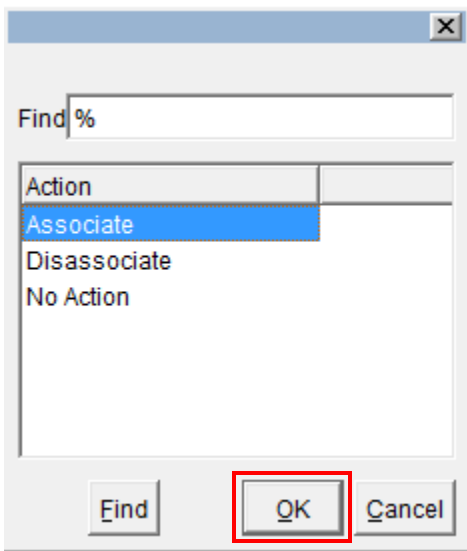 Find %
Action
Associate
Disassociate
No Action
Find OK Cancel